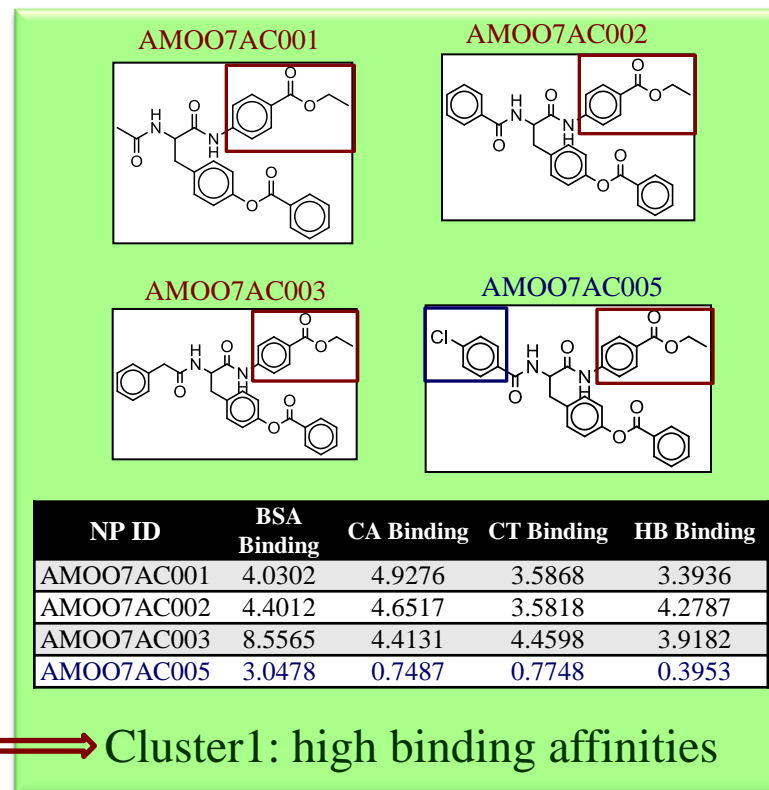 AMOO7AC001
AMOO7AC002
O
O
H
N
O
N
H
O
O
O
O
H
N
O
N
H
O
O
O
O
O
O
AMOO7AC003
AMOO7AC005
O
O
H
N
O
N
H
O
O
O
Cl
O
O
H
N
O
N
H
O
O
O
O
NP ID BSA Binding CA Binding CT Binding HB Binding
AMOO7AC001 4.0302 4.9276 3.5868 3.3936
AMOO7AC002 4.4012 4.6517 3.5818 4.2787
AMOO7AC003 8.5565 4.4131 4.4598 3.9182
AMOO7AC005 3.0478 0.7487 0.7748 0.3953
Cluster1: high binding affinities